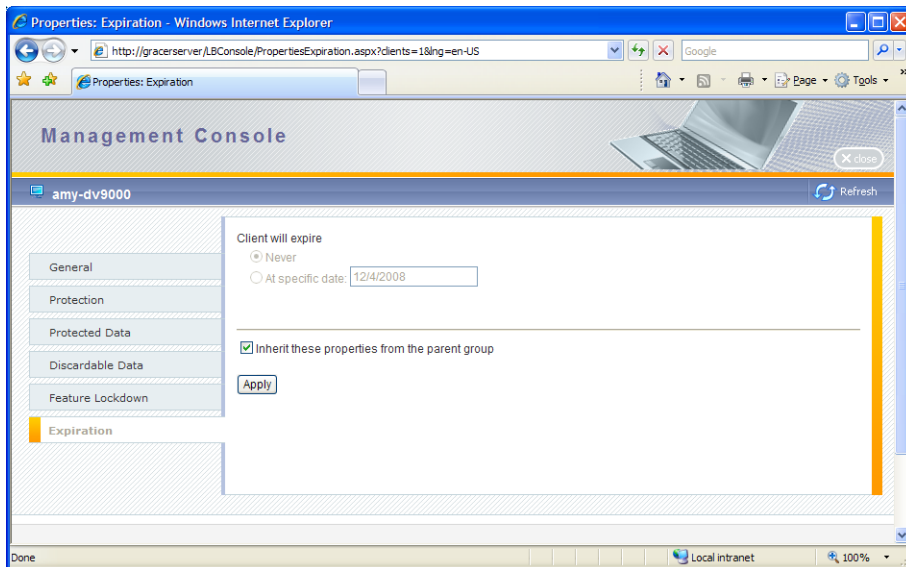 Properties: Expiration - Windows Internet Explorer
http://gracerserver/LBConsole/PropertiesExpiration.aspx?clients=1&lng=en-US
Google
Properties: Expiration
Page
Tools
Management Console
close
amy-dv9000
Refresh
General
Protection
Protected Data
Discardable Data
Feature Lockdown
Expiration
Client will expire
Never
At specific date: 12/4/2008
Inherit these properties from the parent group
Apply
Done
Local intranet
100%